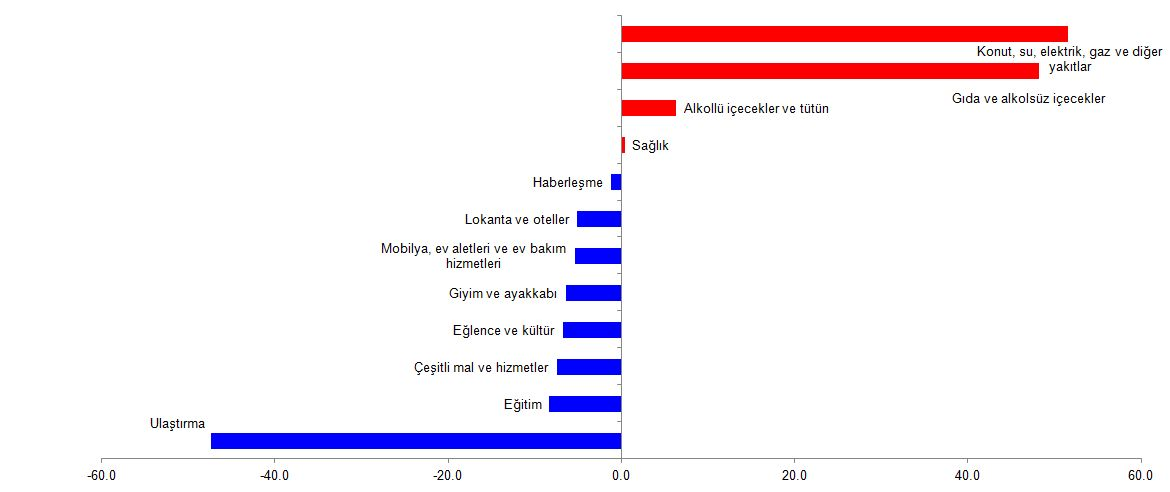 Konut, su, elektrik, gaz ve diğer
yakıtlar
Gıda ve alkolsüz içecekler
Alkollü içecekler ve tütün
Sağlık
Haberleşme
Lokanta ve oteller
Mobilya, ev aletleri ve ev bakım
hizmetleri
Giyim ve ayakkabı
Eğlence ve kültür
Çeşitli mal ve hizmetler
Eğitim
Ulaştırma
-60.0 -40.0 -20.0 0.0 20.0 40.0 60.0